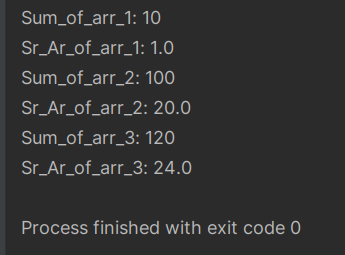 Sum_of_arr_1: 10
Sr_Ar_of_arr_1: 1.0
Sum_of_arr_2: 100
Sr_Ar_of_arr_2: 20.0
Sum_of_arr_3: 120
Sr_Ar_of_arr_3: 24.0
Process finished with exit code 0